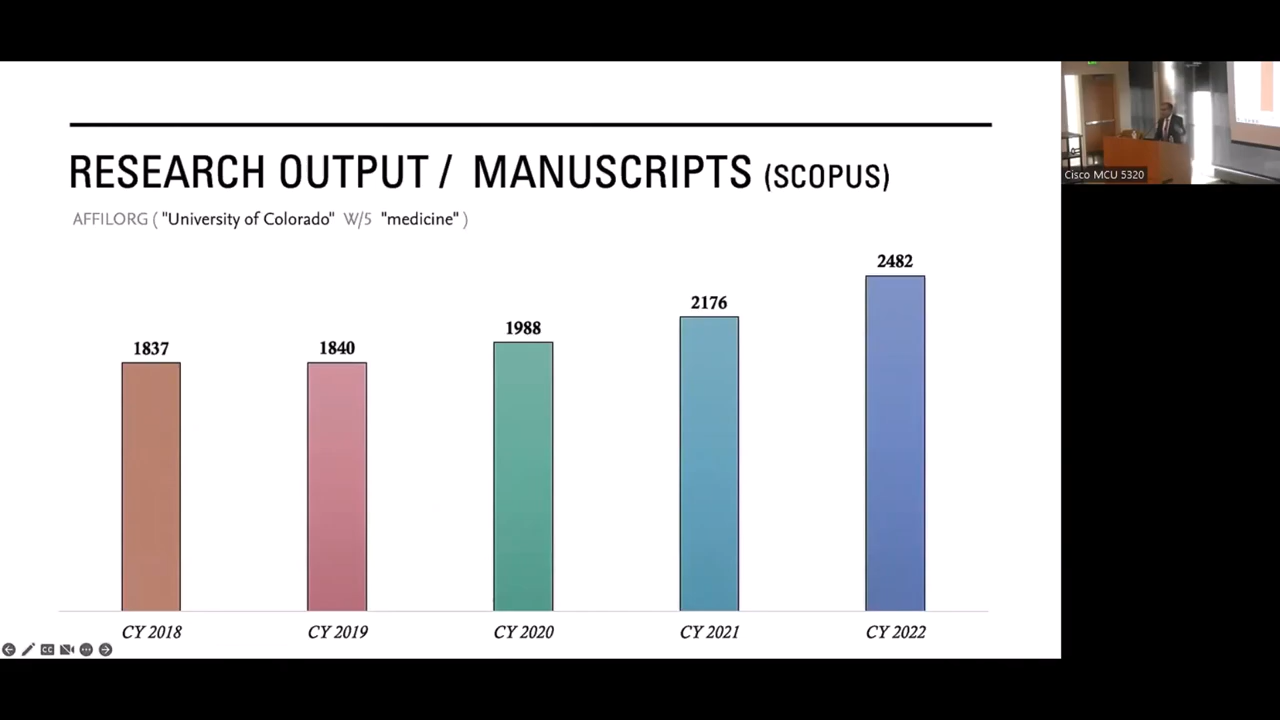 RESEARCH OUTPUT / MANUSCRIPTS (SCOPUS)
AFFILORG ( "University of Colorado" W/5 "medicine" )
1837
1840
1988
2176
2482
CY 2018
CY 2019
CY 2020
CY 2021
CY 2022
CC
Cisco MCU 5320